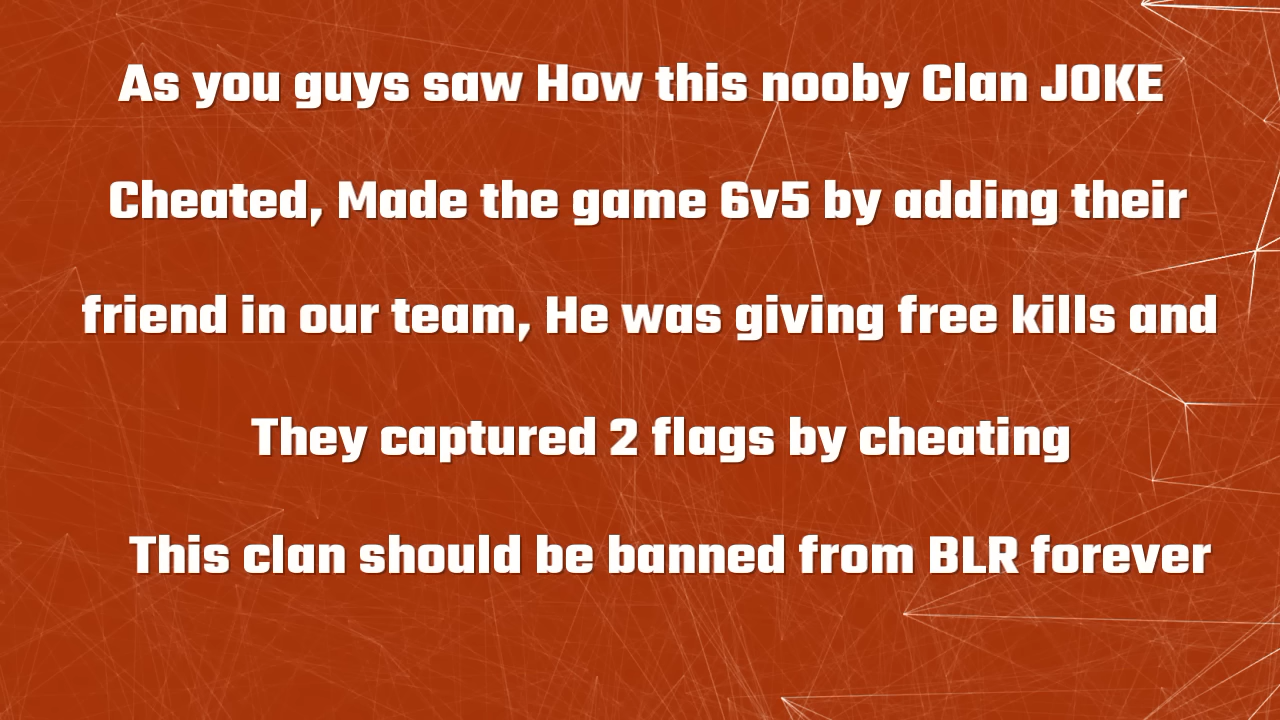 As you guys saw How this nooby Clan JOKE
Cheated, Made the game 6v5 by adding their
friend in our team, He was giving free kills and
They captured 2 flags by cheating
This clan should be banned from BLR forever